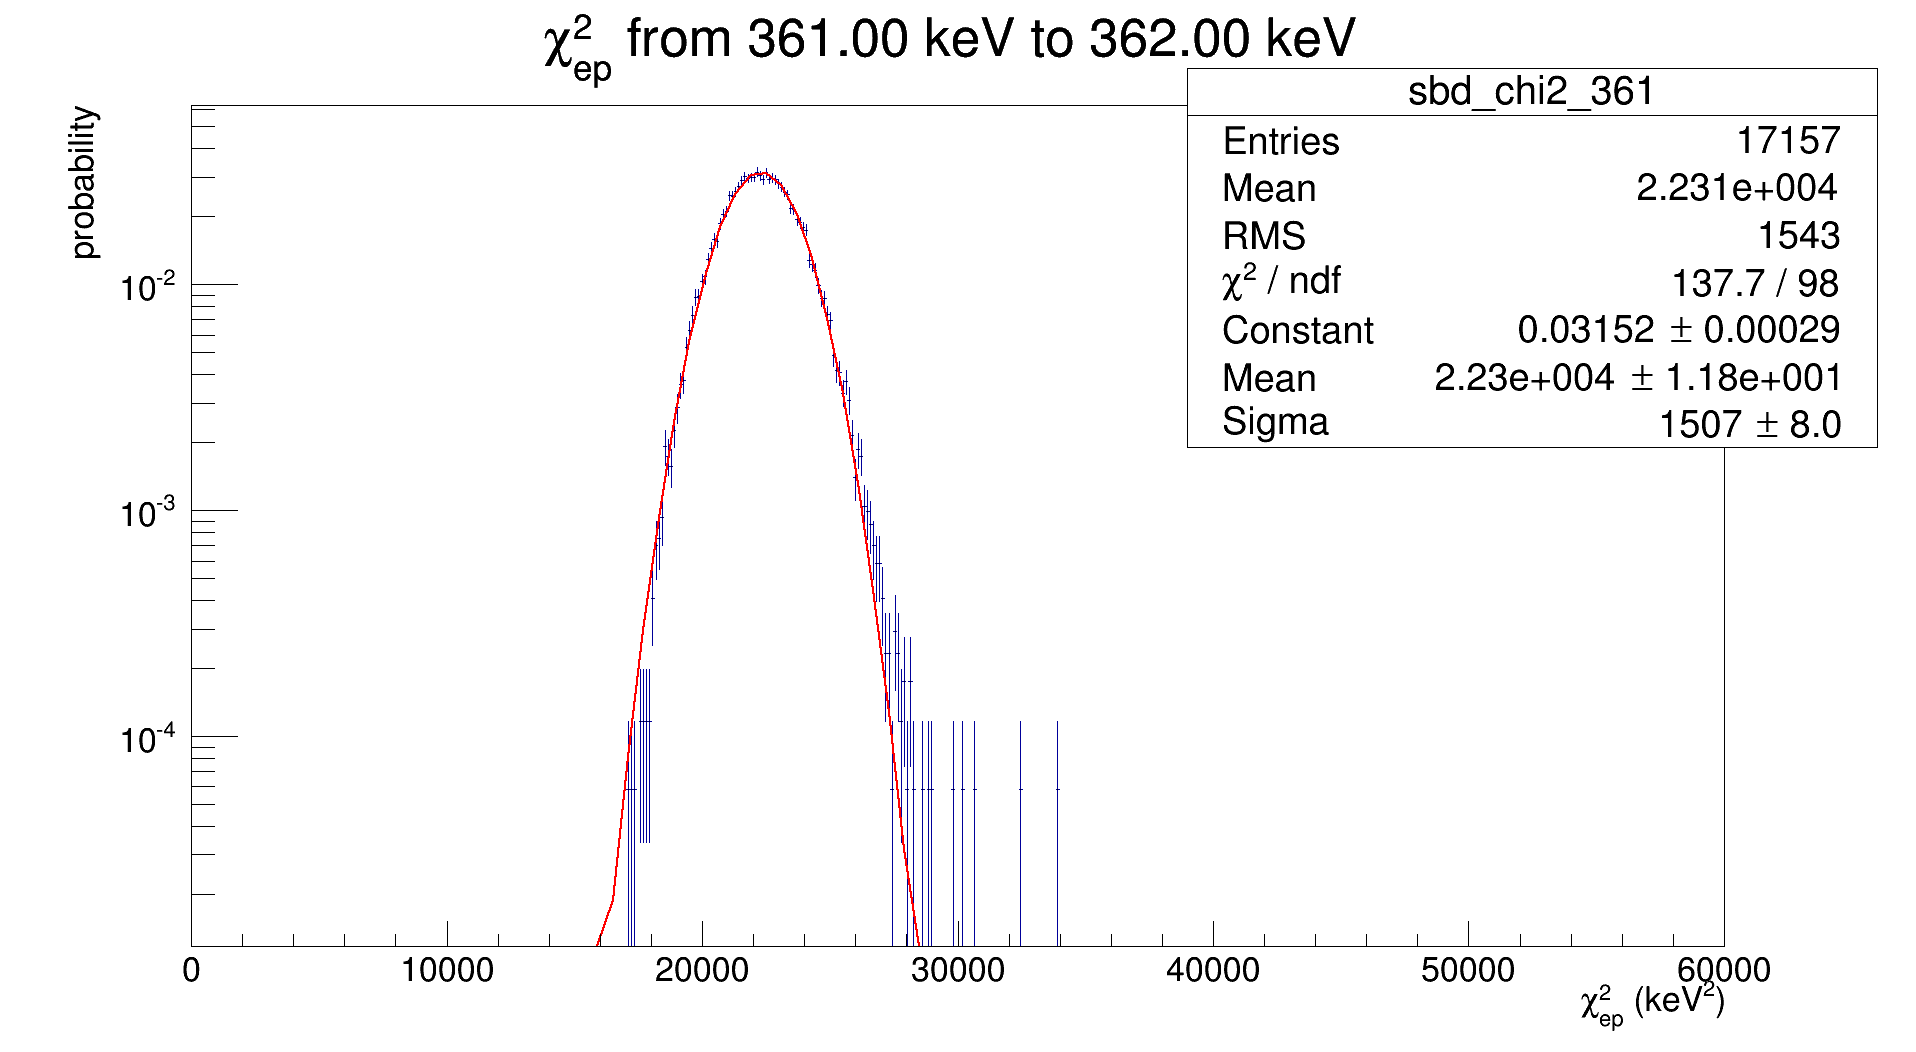 χ²ep from 361.00 keV to 362.00 keV
sbd_chi2_361
Entries 17157
Mean 2.231e+004
RMS 1543
χ² / ndf 137.7 / 98
Constant 0.03152 ± 0.00029
Mean 2.23e+004 ± 1.18e+001
Sigma 1507 ± 8.0
probability
10⁻²
10⁻³
10⁻⁴
0 10000 20000 30000 40000 50000 60000
χ²ep (keV²)